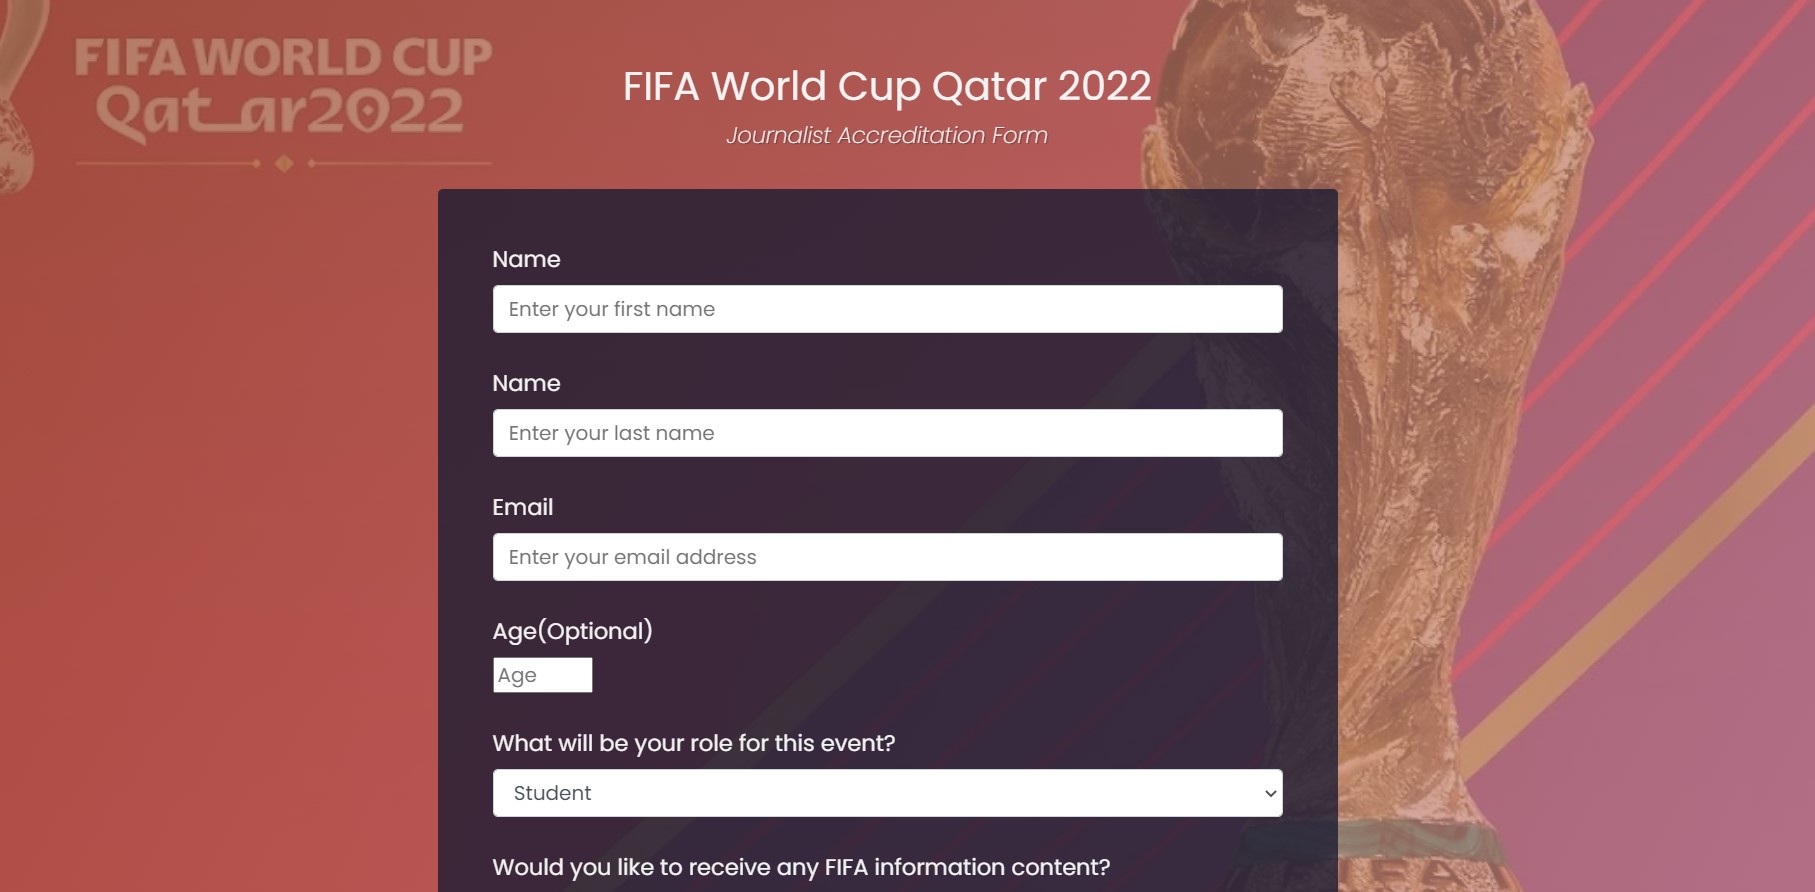 FIFA WORLD CUP
Qatar2022
FIFA World Cup Qatar 2022
Journalist Accreditation Form
Name
Enter your first name
Name
Enter your last name
Email
Enter your email address
Age(Optional)
Age
What will be your role for this event?
Student
Would you like to receive any FIFA information content?